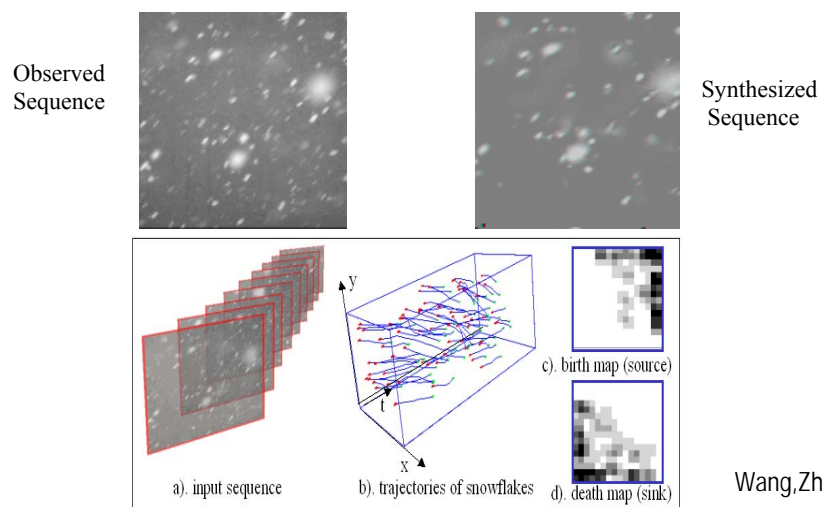 Observed
Sequence
Synthesized
Sequence
y
t
x
a). input sequence
b). trajectories of snowflakes
c). birth map (source)
d). death map (sink)
Wang,Zh